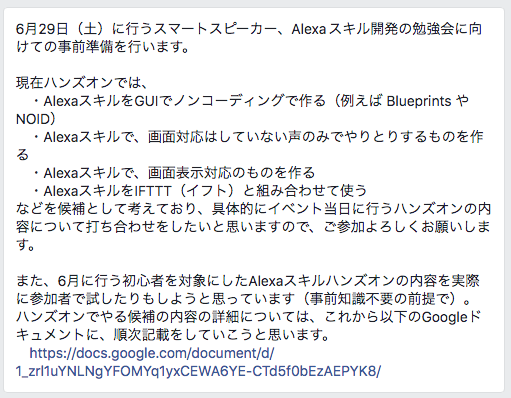 6月29日（土）に行うスマートスピーカー、Alexaスキル開発の勉強会に向
けての事前準備を行います。
現在ハンズオンでは、
・AlexaスキルをGUIでノンコーディングで作る（例えば Blueprints や
NOID）
・Alexaスキルで、画面対応はしていない声のみでやりとりするものを作
る
・Alexaスキルで、画面表示対応のものを作る
・AlexaスキルをIFTTT（イフト）と組み合わせて使う
などを候補として考えており、具体的にイベント当日に行うハンズオンの内
容について打ち合わせをしたいと思いますので、ご参加よろしくお願いしま
す。
また、6月に行う初心者を対象にしたAlexaスキルハンズオンの内容を実際
に参加者で試したりもしようと思っています（事前知識不要の前提で）。
ハンズオンでやる候補の内容の詳細については、これから以下のGoogleド
キュメントに、順次記載をしていこうと思います。
https://docs.google.com/document/d/
1_zrl1uYNLNgYFOMYq1yxCEWA6YE-CTd5f0bEzAEPYK8/